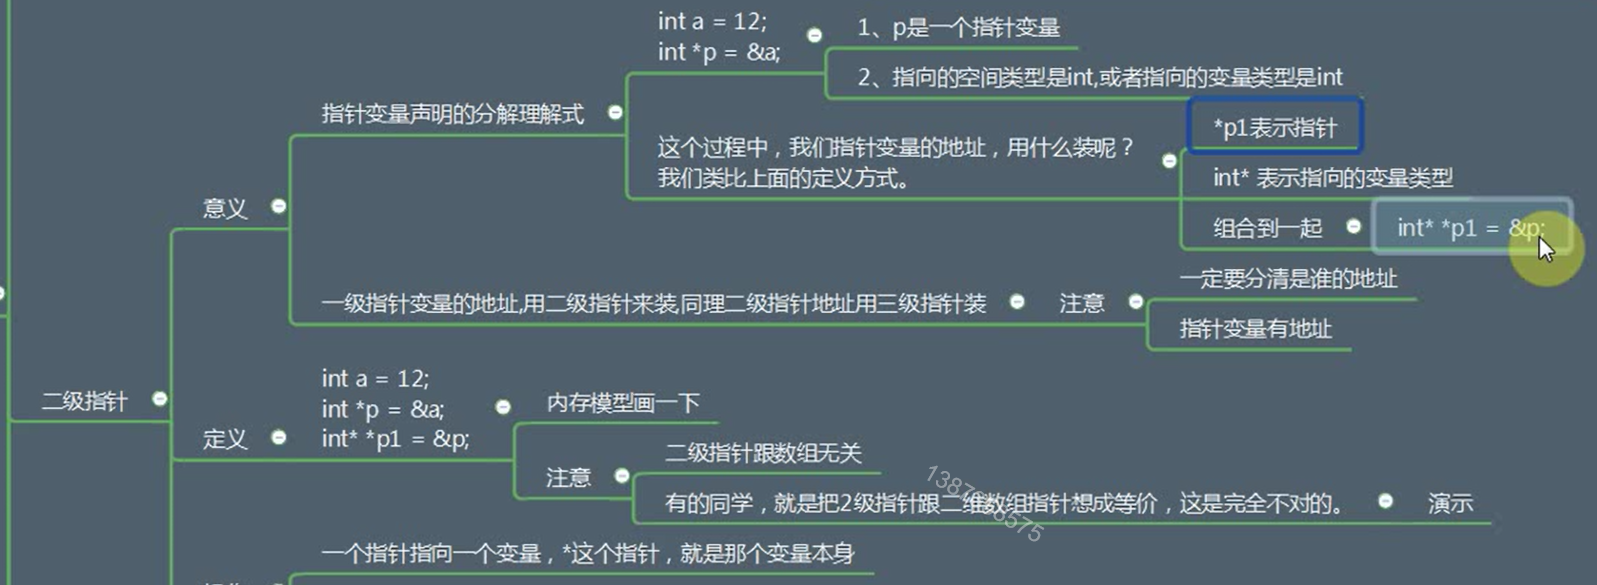 int a = 12;
int *p = &a;
1、p是一个指针变量
2、指向的空间类型是int,或者指向的变量类型是int
指针变量声明的分解理解式
*p1表示指针
这个过程中，我们指针变量的地址，用什么装呢？
我们类比上面的定义方式。
int* 表示指向的变量类型
意义
组合到一起
int* *p1 = &p;
一定要分清是谁的地址
一级指针变量的地址,用二级指针来装,同理二级指针地址用三级指针装
注意
指针变量有地址
二级指针
int a = 12;
int *p = &a;
int* *p1 = &p;
内存模型画一下
定义
二级指针跟数组无关
注意
有的同学，就是把2级指针跟二维数组指针想成等价，这是完全不对的。
演示
一个指针指向一个变量，*这个指针，就是那个变量本身